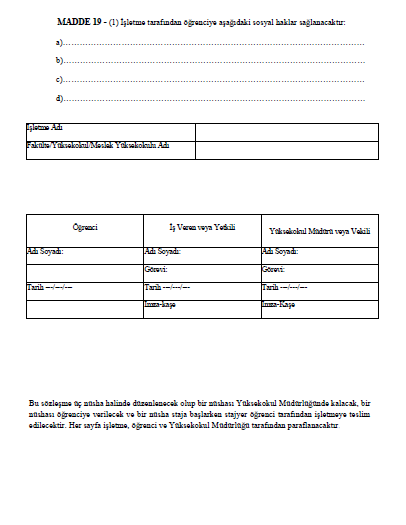 MADDE 19 - (1) İşletme tarafından öğrenciye aşağıdaki sosyal haklar sağlanacaktır:
a)……………………………………………………………………………………………
b)……………………………………………………………………………………………
c)……………………………………………………………………………………………
d)……………………………………………………………………………………………
İşletme Adı
Fakülte/Yüksekokul/Meslek Yüksekokulu Adı
Öğrenci İş Veren veya Yetkili Yüksekokul Müdürü veya Vekili
Adı Soyadı: Adı Soyadı: Adı Soyadı:
Görevi: Görevi:
Tarih ---/---/--- Tarih ---/---/--- Tarih ---/---/---
İmza-kaşe İmza-Kaşe
Bu sözleşme üç nüsha halinde düzenlenecek olup bir nüshası Yüksekokul Müdürlüğünde kalacak, bir
nüshası öğrenciye verilecek ve bir nüsha staja başlarken stajyer öğrenci tarafından işletmeye teslim
edilecektir. Her sayfa işletme, öğrenci ve Yüksekokul Müdürlüğü tarafından paraflanacaktır.